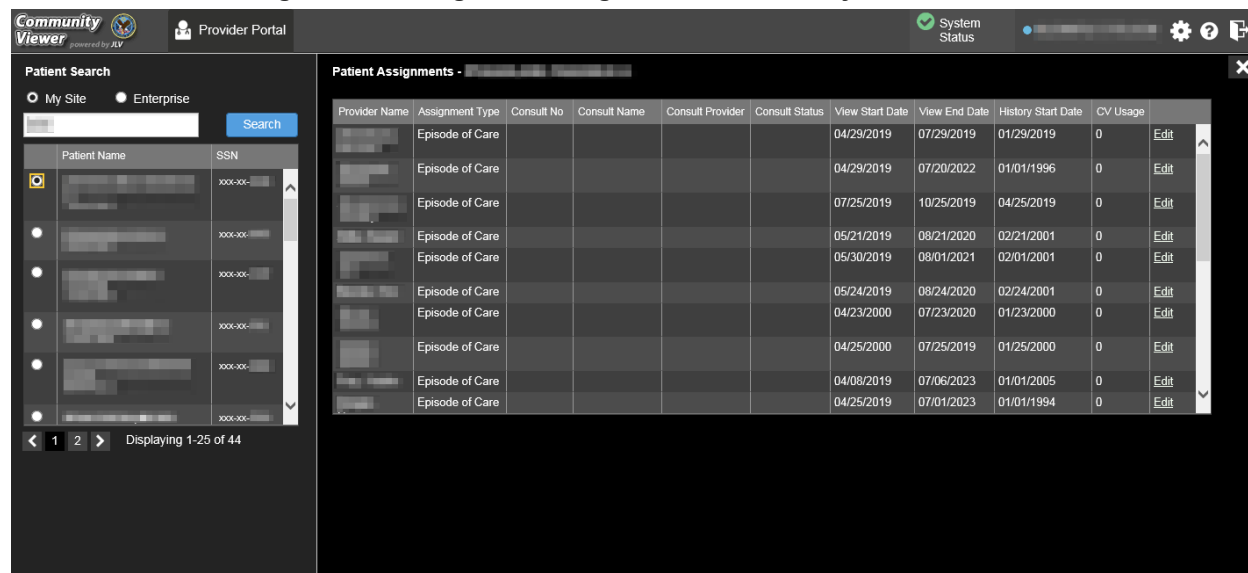 Community
Viewer powered by JLV
Provider Portal
System
Status
Patient Search
My Site Enterprise
Search
Patient Name SSN
xxx-xx-
xxx-xx-
xxx-xx-
xxx-xx-
xxx-xx-
xxx-xx-
1 2 Displaying 1-25 of 44
Patient Assignments -
Provider Name Assignment Type Consult No Consult Name Consult Provider Consult Status View Start Date View End Date History Start Date CV Usage
Episode of Care 04/29/2019 07/29/2019 01/29/2019 0 Edit
Episode of Care 04/29/2019 07/20/2022 01/01/1996 0 Edit
Episode of Care 07/25/2019 10/25/2019 04/25/2019 0 Edit
Episode of Care 05/21/2019 08/21/2020 02/21/2001 0 Edit
Episode of Care 05/30/2019 08/01/2021 02/01/2001 0 Edit
Episode of Care 05/24/2019 08/24/2020 02/24/2001 0 Edit
Episode of Care 04/23/2000 07/23/2020 01/23/2000 0 Edit
Episode of Care 04/25/2000 07/25/2019 01/25/2000 0 Edit
Episode of Care 04/08/2019 07/06/2023 01/01/2005 0 Edit
Episode of Care 04/25/2019 07/01/2023 01/01/1994 0 Edit